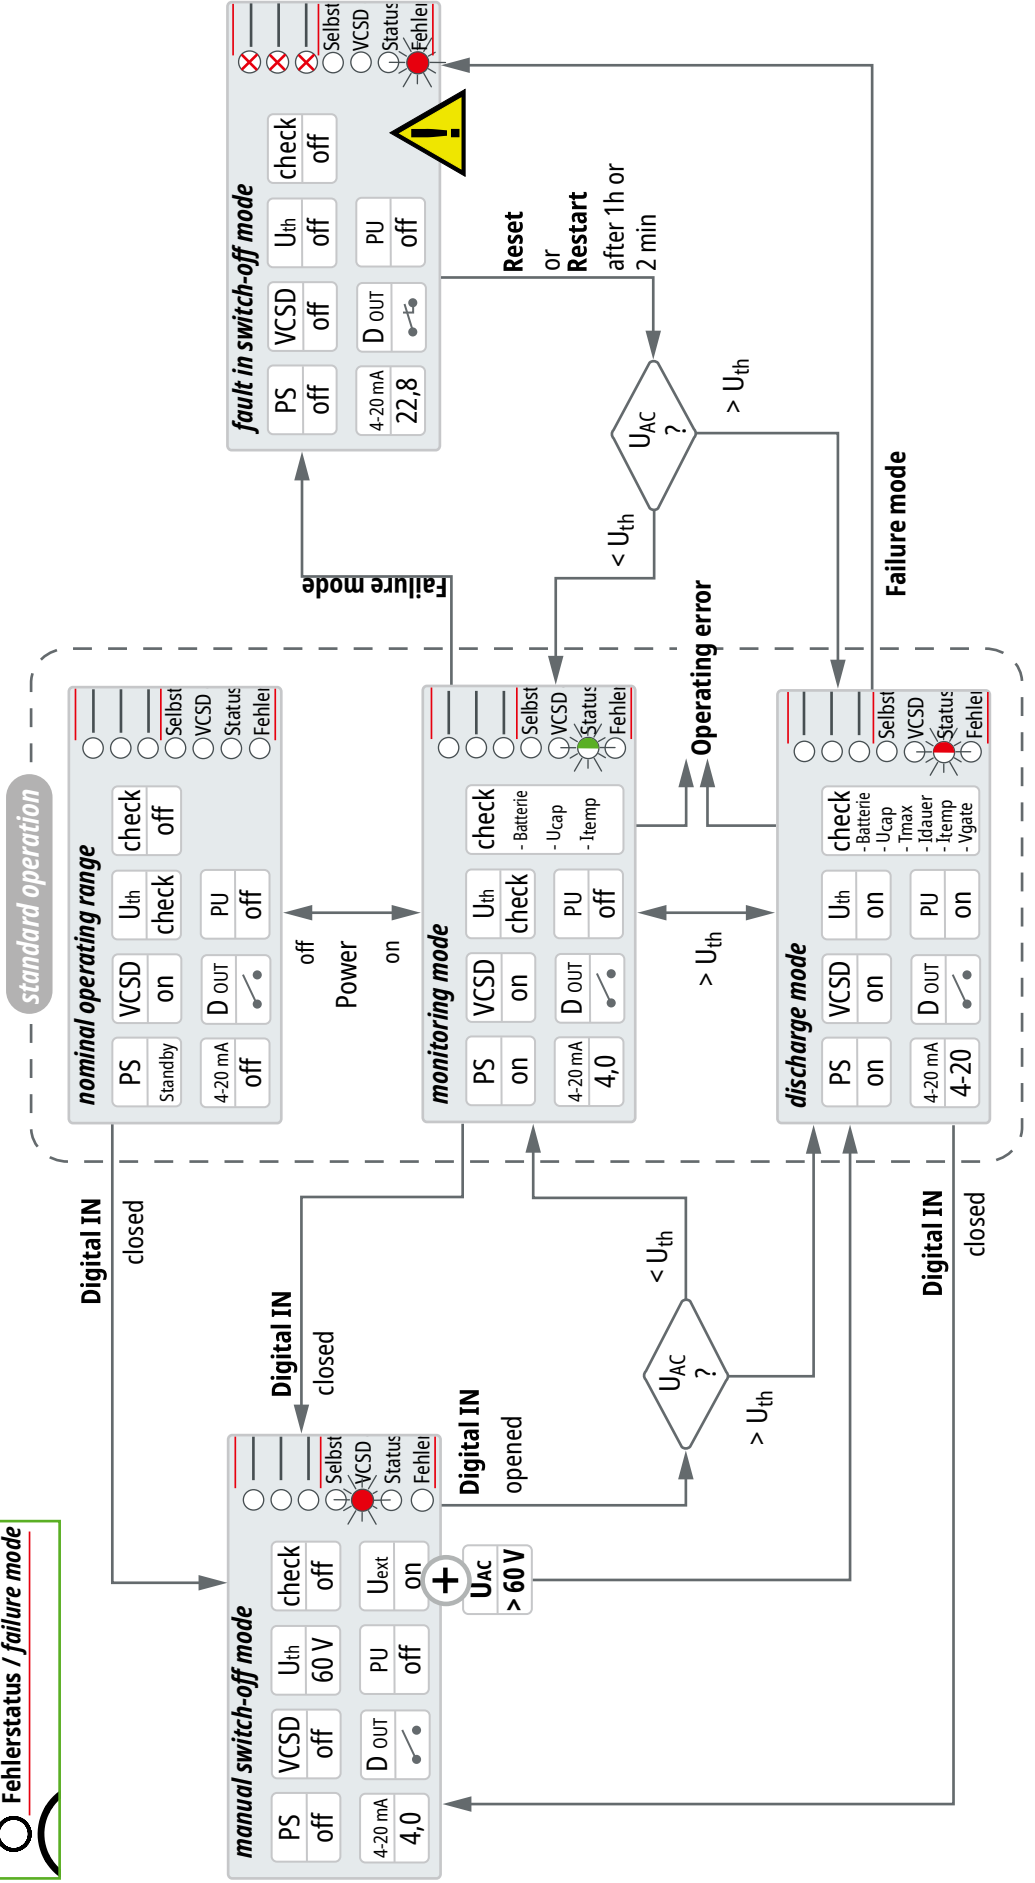 Fehlerstatus / failure mode
standard operation
manual switch-off mode
PS
off
VCSD
off
Uth
60 V
check
off
4-20 mA
4,0
D OUT
PU
off
Uext
on
UAC
> 60 V
Selbst
VCSD
Status
Fehler
Digital IN
closed
Digital IN
closed
Digital IN
opened
UAC
?
< Uth
> Uth
Digital IN
closed
nominal operating range
PS
Standby
VCSD
on
Uth
check
check
off
4-20 mA
off
D OUT
PU
off
Selbst
VCSD
Status
Fehler
off
Power
on
monitoring mode
PS
on
VCSD
on
Uth
check
check
- Batterie
- Ucap
- Itemp
4-20 mA
4,0
D OUT
PU
off
Selbst
VCSD
Status
Fehler
> Uth
discharge mode
PS
on
VCSD
on
Uth
on
check
- Batterie
- Ucap
- Tmax
- Idauer
- Itemp
- Vgate
4-20 mA
4-20
D OUT
PU
on
Selbst
VCSD
Status
Fehler
Operating error
Failure mode
Failure mode
fault in switch-off mode
PS
off
VCSD
off
Uth
off
check
off
4-20 mA
22,8
D OUT
PU
off
Selbst
VCSD
Status
Fehler
!
Reset
or
Restart
after 1h or
2 min
UAC
?
< Uth
> Uth